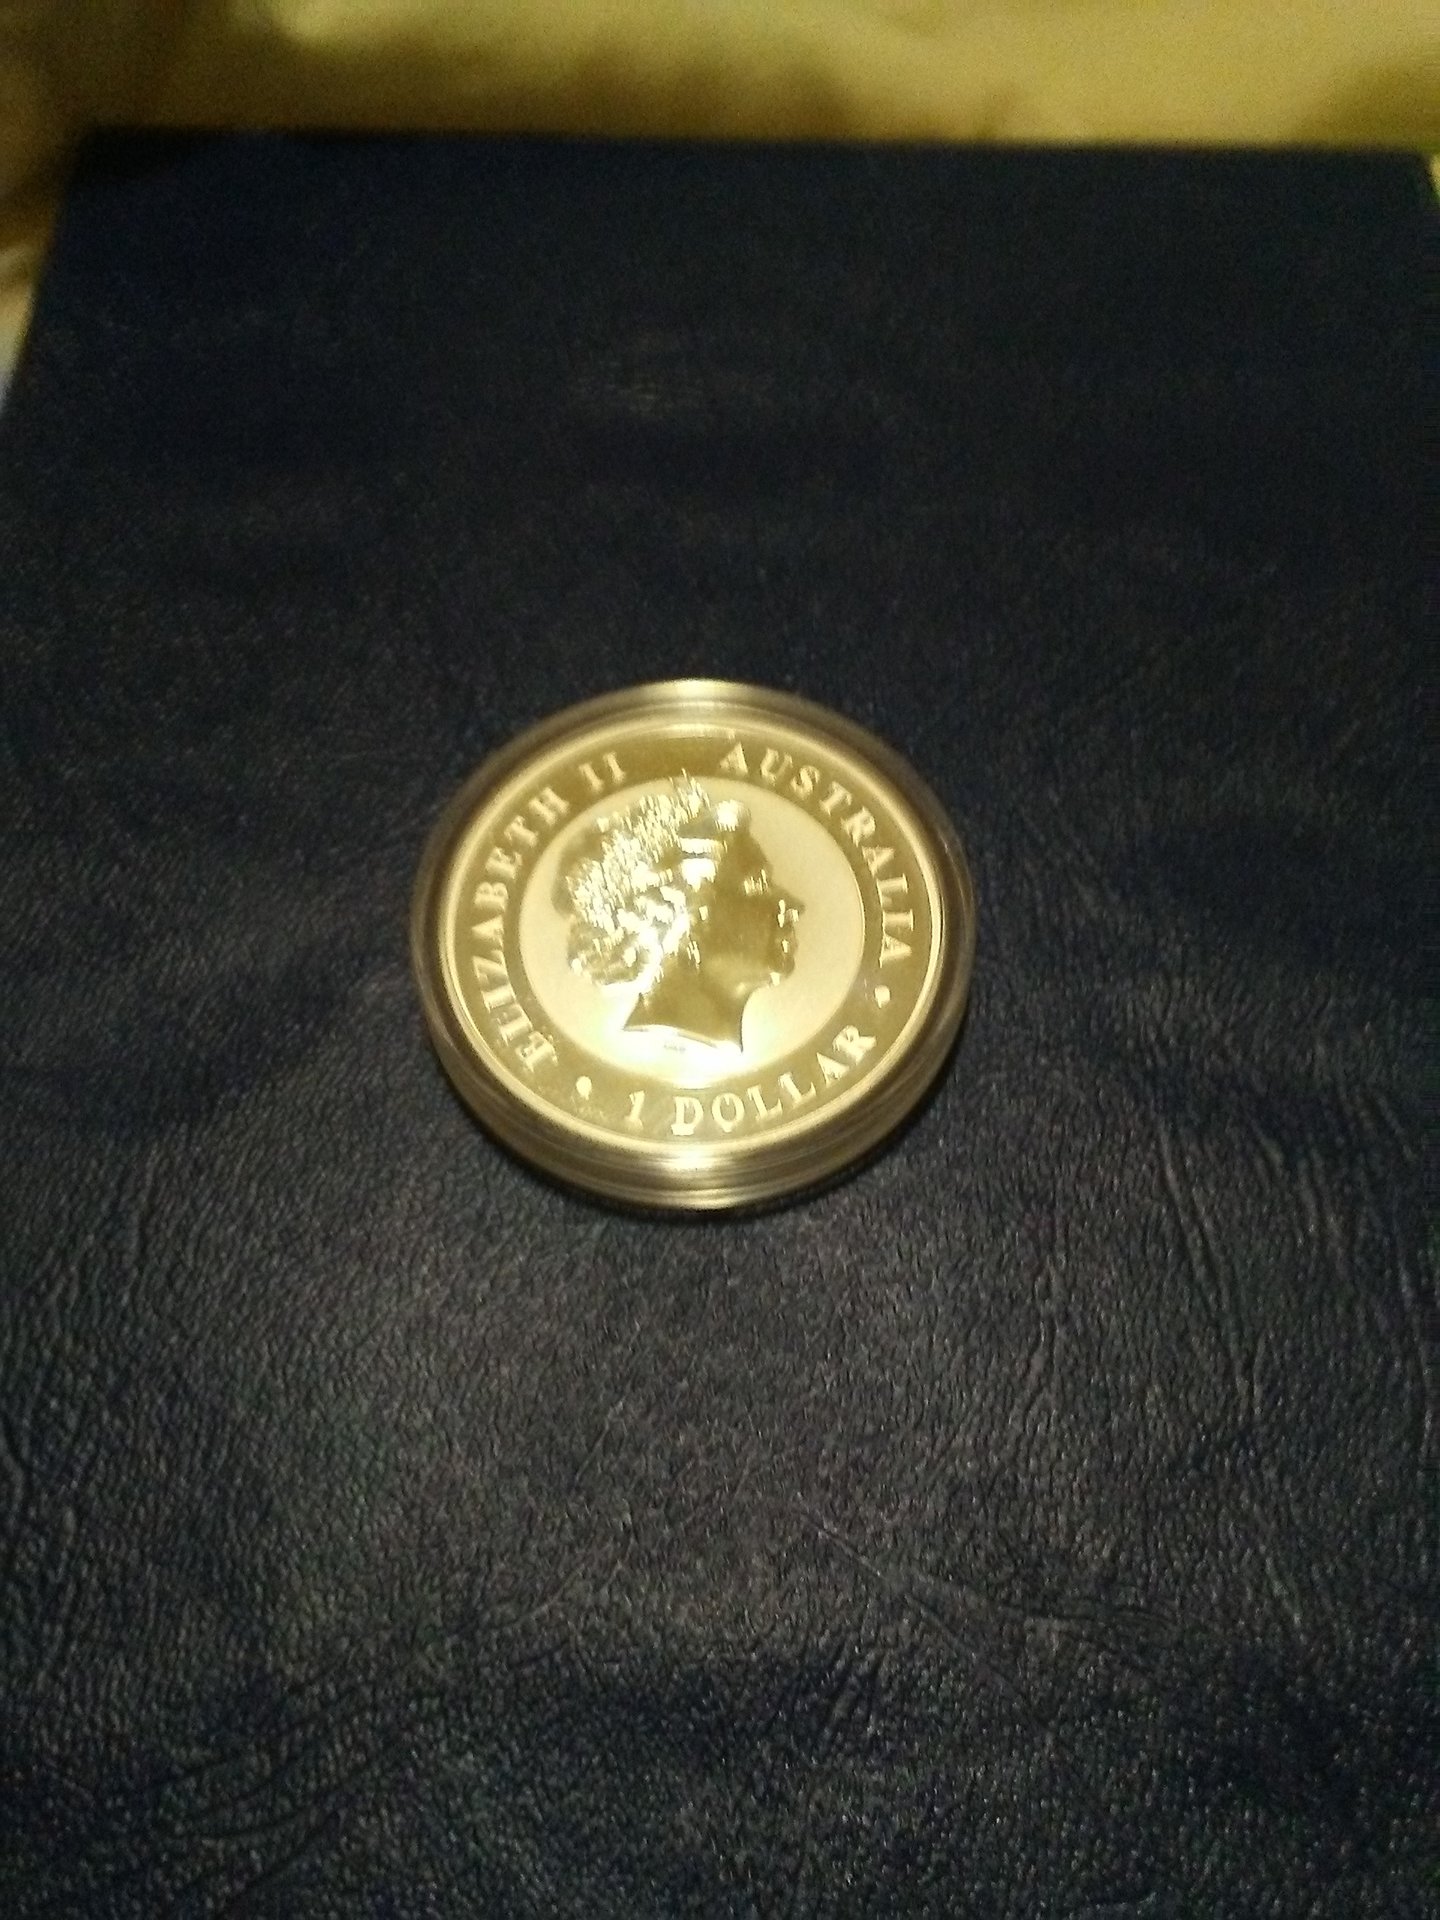 ELIZABETH II AUSTRALIA
• 1 DOLLAR •